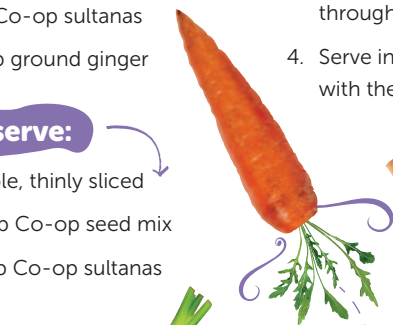 Co-op sultanas
ground ginger
serve:
thinly sliced
Co-op seed mix
Co-op sultanas
through
4. Serve in
with the